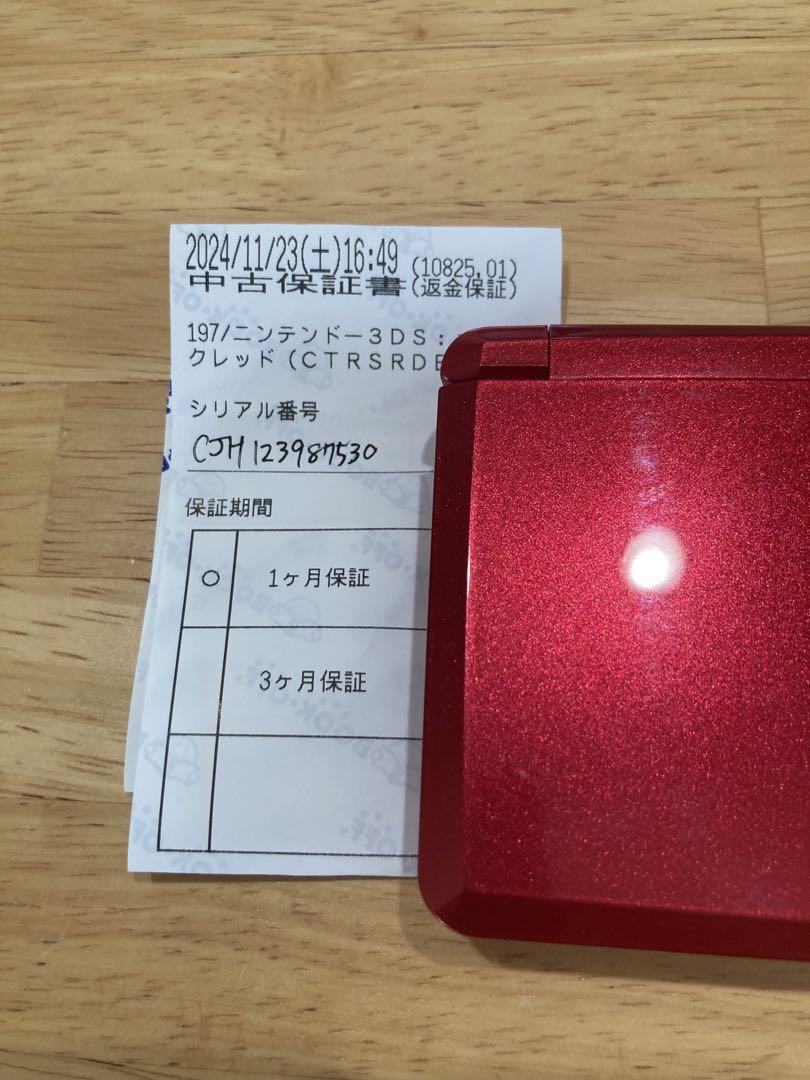 2024/11/23(土)16:49 (10825,01)
中古保証書(返金保証)
197/ニンテンドー3DS:
クレッド(CTRSRDE
シリアル番号
CJH123987530
保証期間
○ 1ヶ月保証
3ヶ月保証